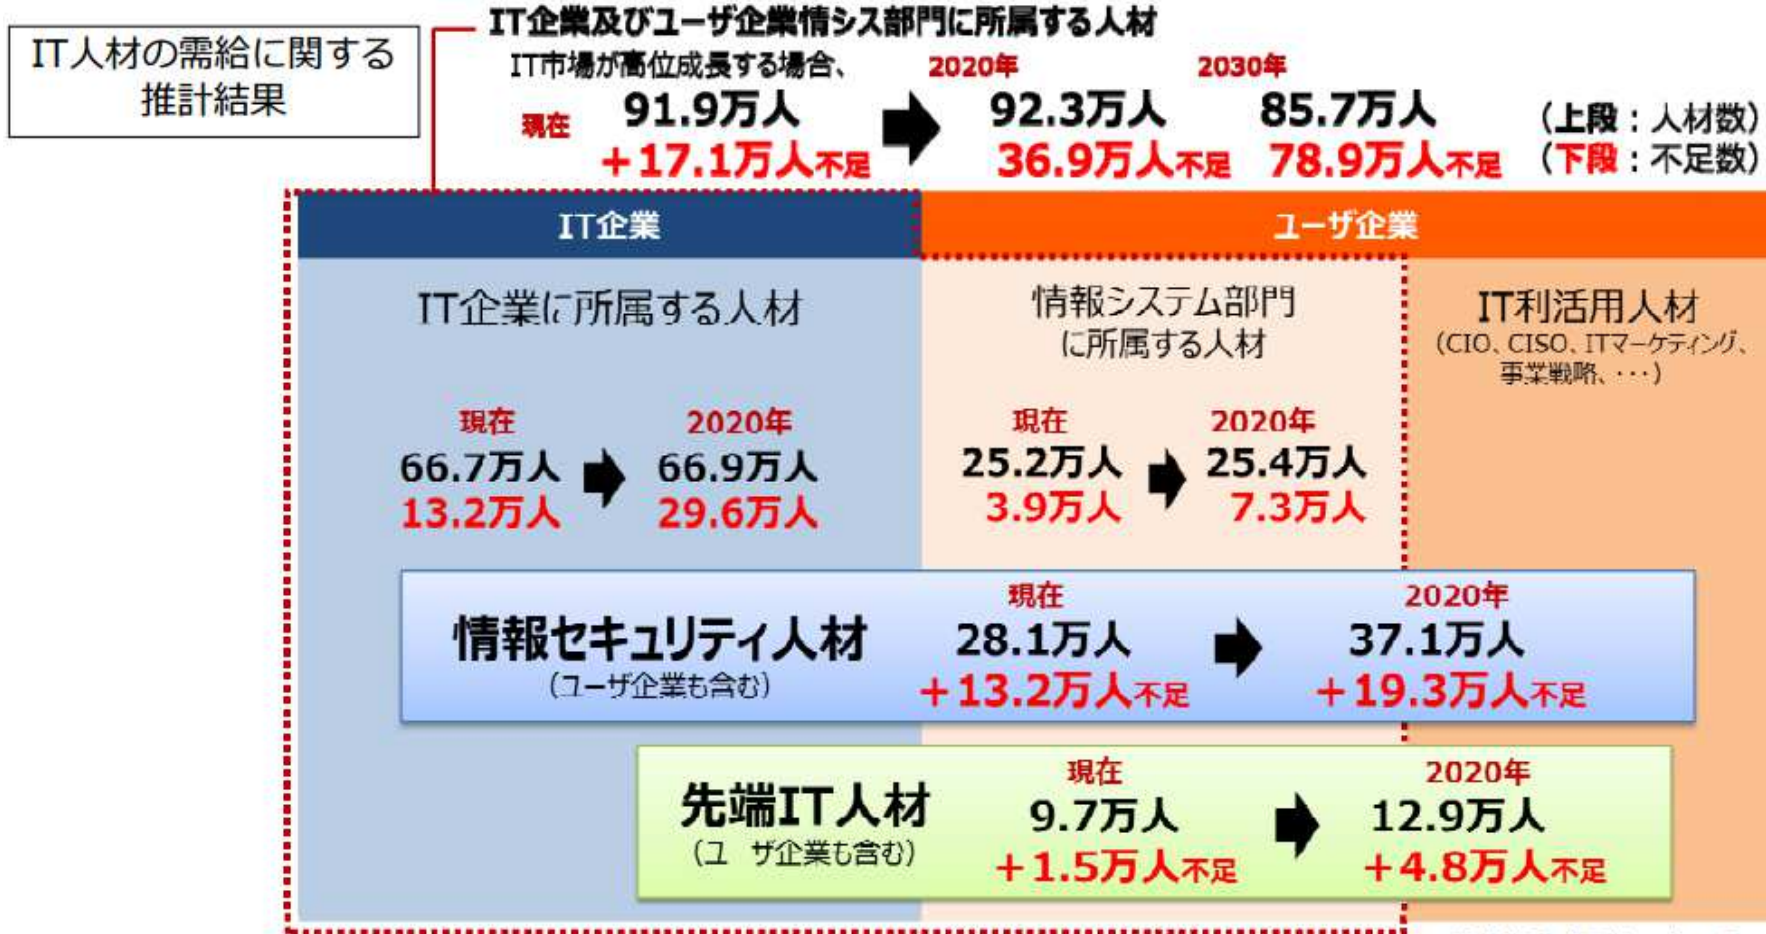 IT人材の需給に関する
推計結果
IT企業及びユーザ企業情シス部門に所属する人材
IT市場が高位成長する場合、
2020年
2030年
現在
91.9万人
92.3万人
85.7万人
（上段：人材数）
+17.1万人不足
36.9万人不足
78.9万人不足
（下段：不足数）
IT企業
ユーザ企業
IT企業に所属する人材
情報システム部門
に所属する人材
IT利活用人材
（CIO、CISO、ITマーケティング、
事業戦略、・・・）
現在
2020年
66.7万人
66.9万人
13.2万人
29.6万人
現在
2020年
25.2万人
25.4万人
3.9万人
7.3万人
情報セキュリティ人材
（ユーザ企業も含む）
現在
2020年
28.1万人
37.1万人
+13.2万人不足
+19.3万人不足
先端IT人材
（ユ ザ企業も含む）
現在
2020年
9.7万人
12.9万人
+1.5万人不足
+4.8万人不足